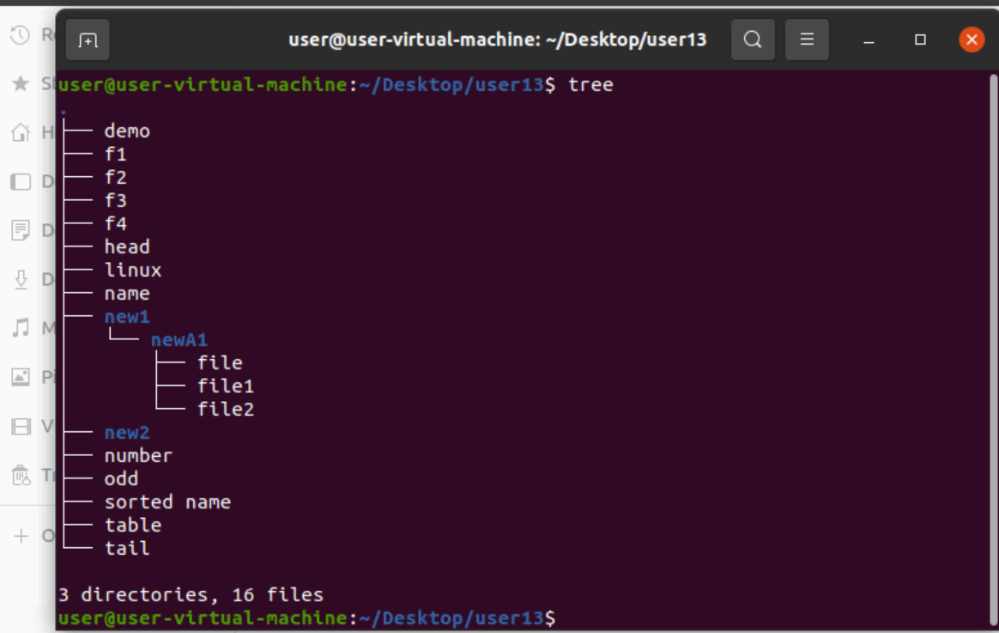 user@user-virtual-machine: ~/Desktop/user13
user@user-virtual-machine:~/Desktop/user13$ tree
.
├── demo
├── f1
├── f2
├── f3
├── f4
├── head
├── linux
├── name
├── new1
│   └── newA1
│       ├── file
│       ├── file1
│       └── file2
├── new2
├── number
├── odd
├── sorted name
├── table
└── tail
3 directories, 16 files
user@user-virtual-machine:~/Desktop/user13$